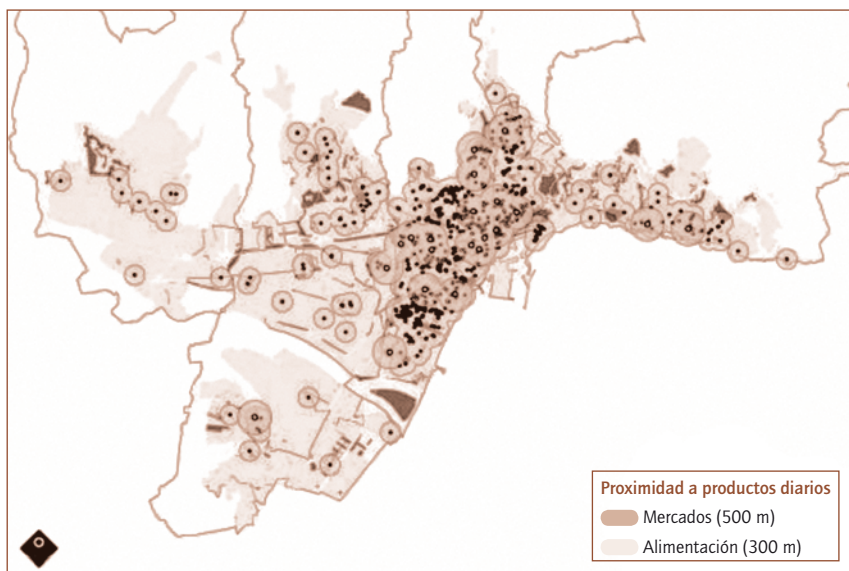 Proximidad a productos diarios
Mercados (500 m)
Alimentación (300 m)